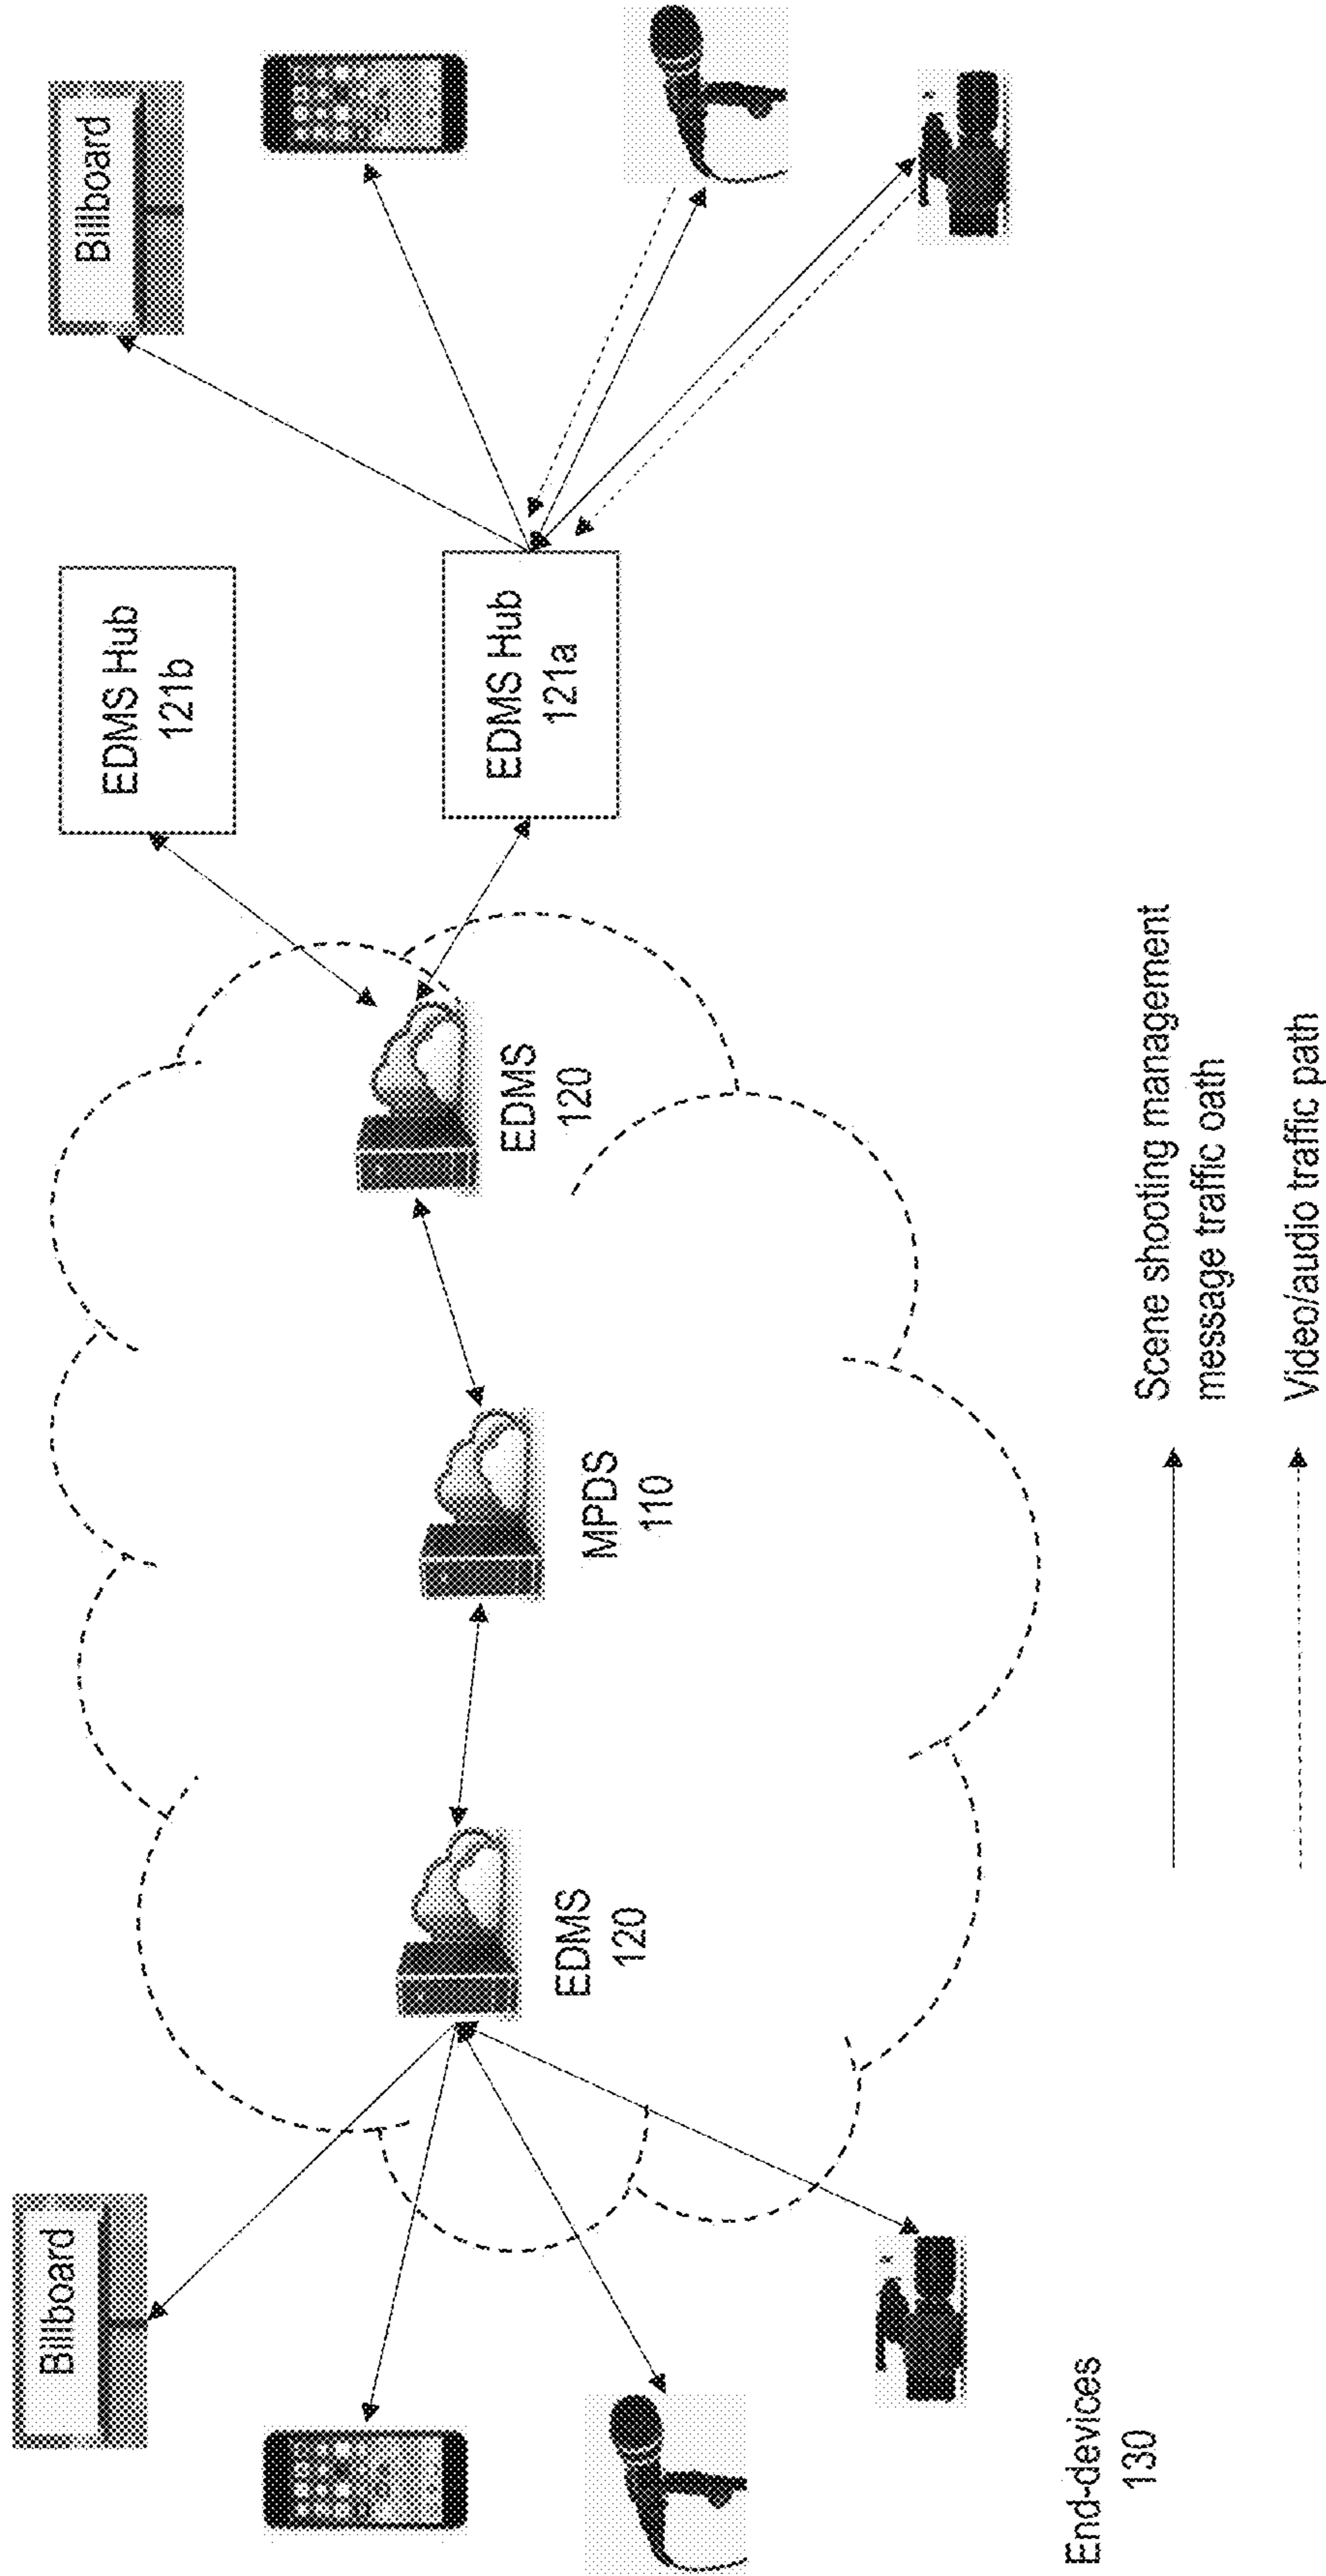 Billboard
Billboard
EDMS Hub
121b
EDMS Hub
121a
EDMS
120
MPDS
110
EDMS
120
End-devices
130
Scene shooting management
message traffic oath
Video/audio traffic path